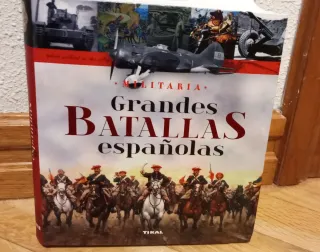 · MILITARIA ·
Grandes
BATALLAS
españolas
TIKAL